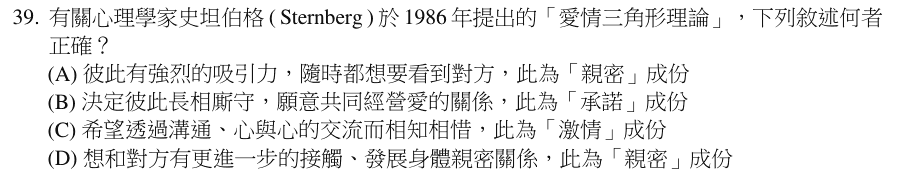 39. 有關心理學家史坦伯格 ( Sternberg ) 於 1986 年提出的「愛情三角形理論」，下列敘述何者
正確？
(A) 彼此有強烈的吸引力，隨時都想要看到對方，此為「親密」成份
(B) 決定彼此長相廝守，願意共同經營愛的關係，此為「承諾」成份
(C) 希望透過溝通、心與心的交流而相知相惜，此為「激情」成份
(D) 想和對方有更進一步的接觸、發展身體親密關係，此為「親密」成份